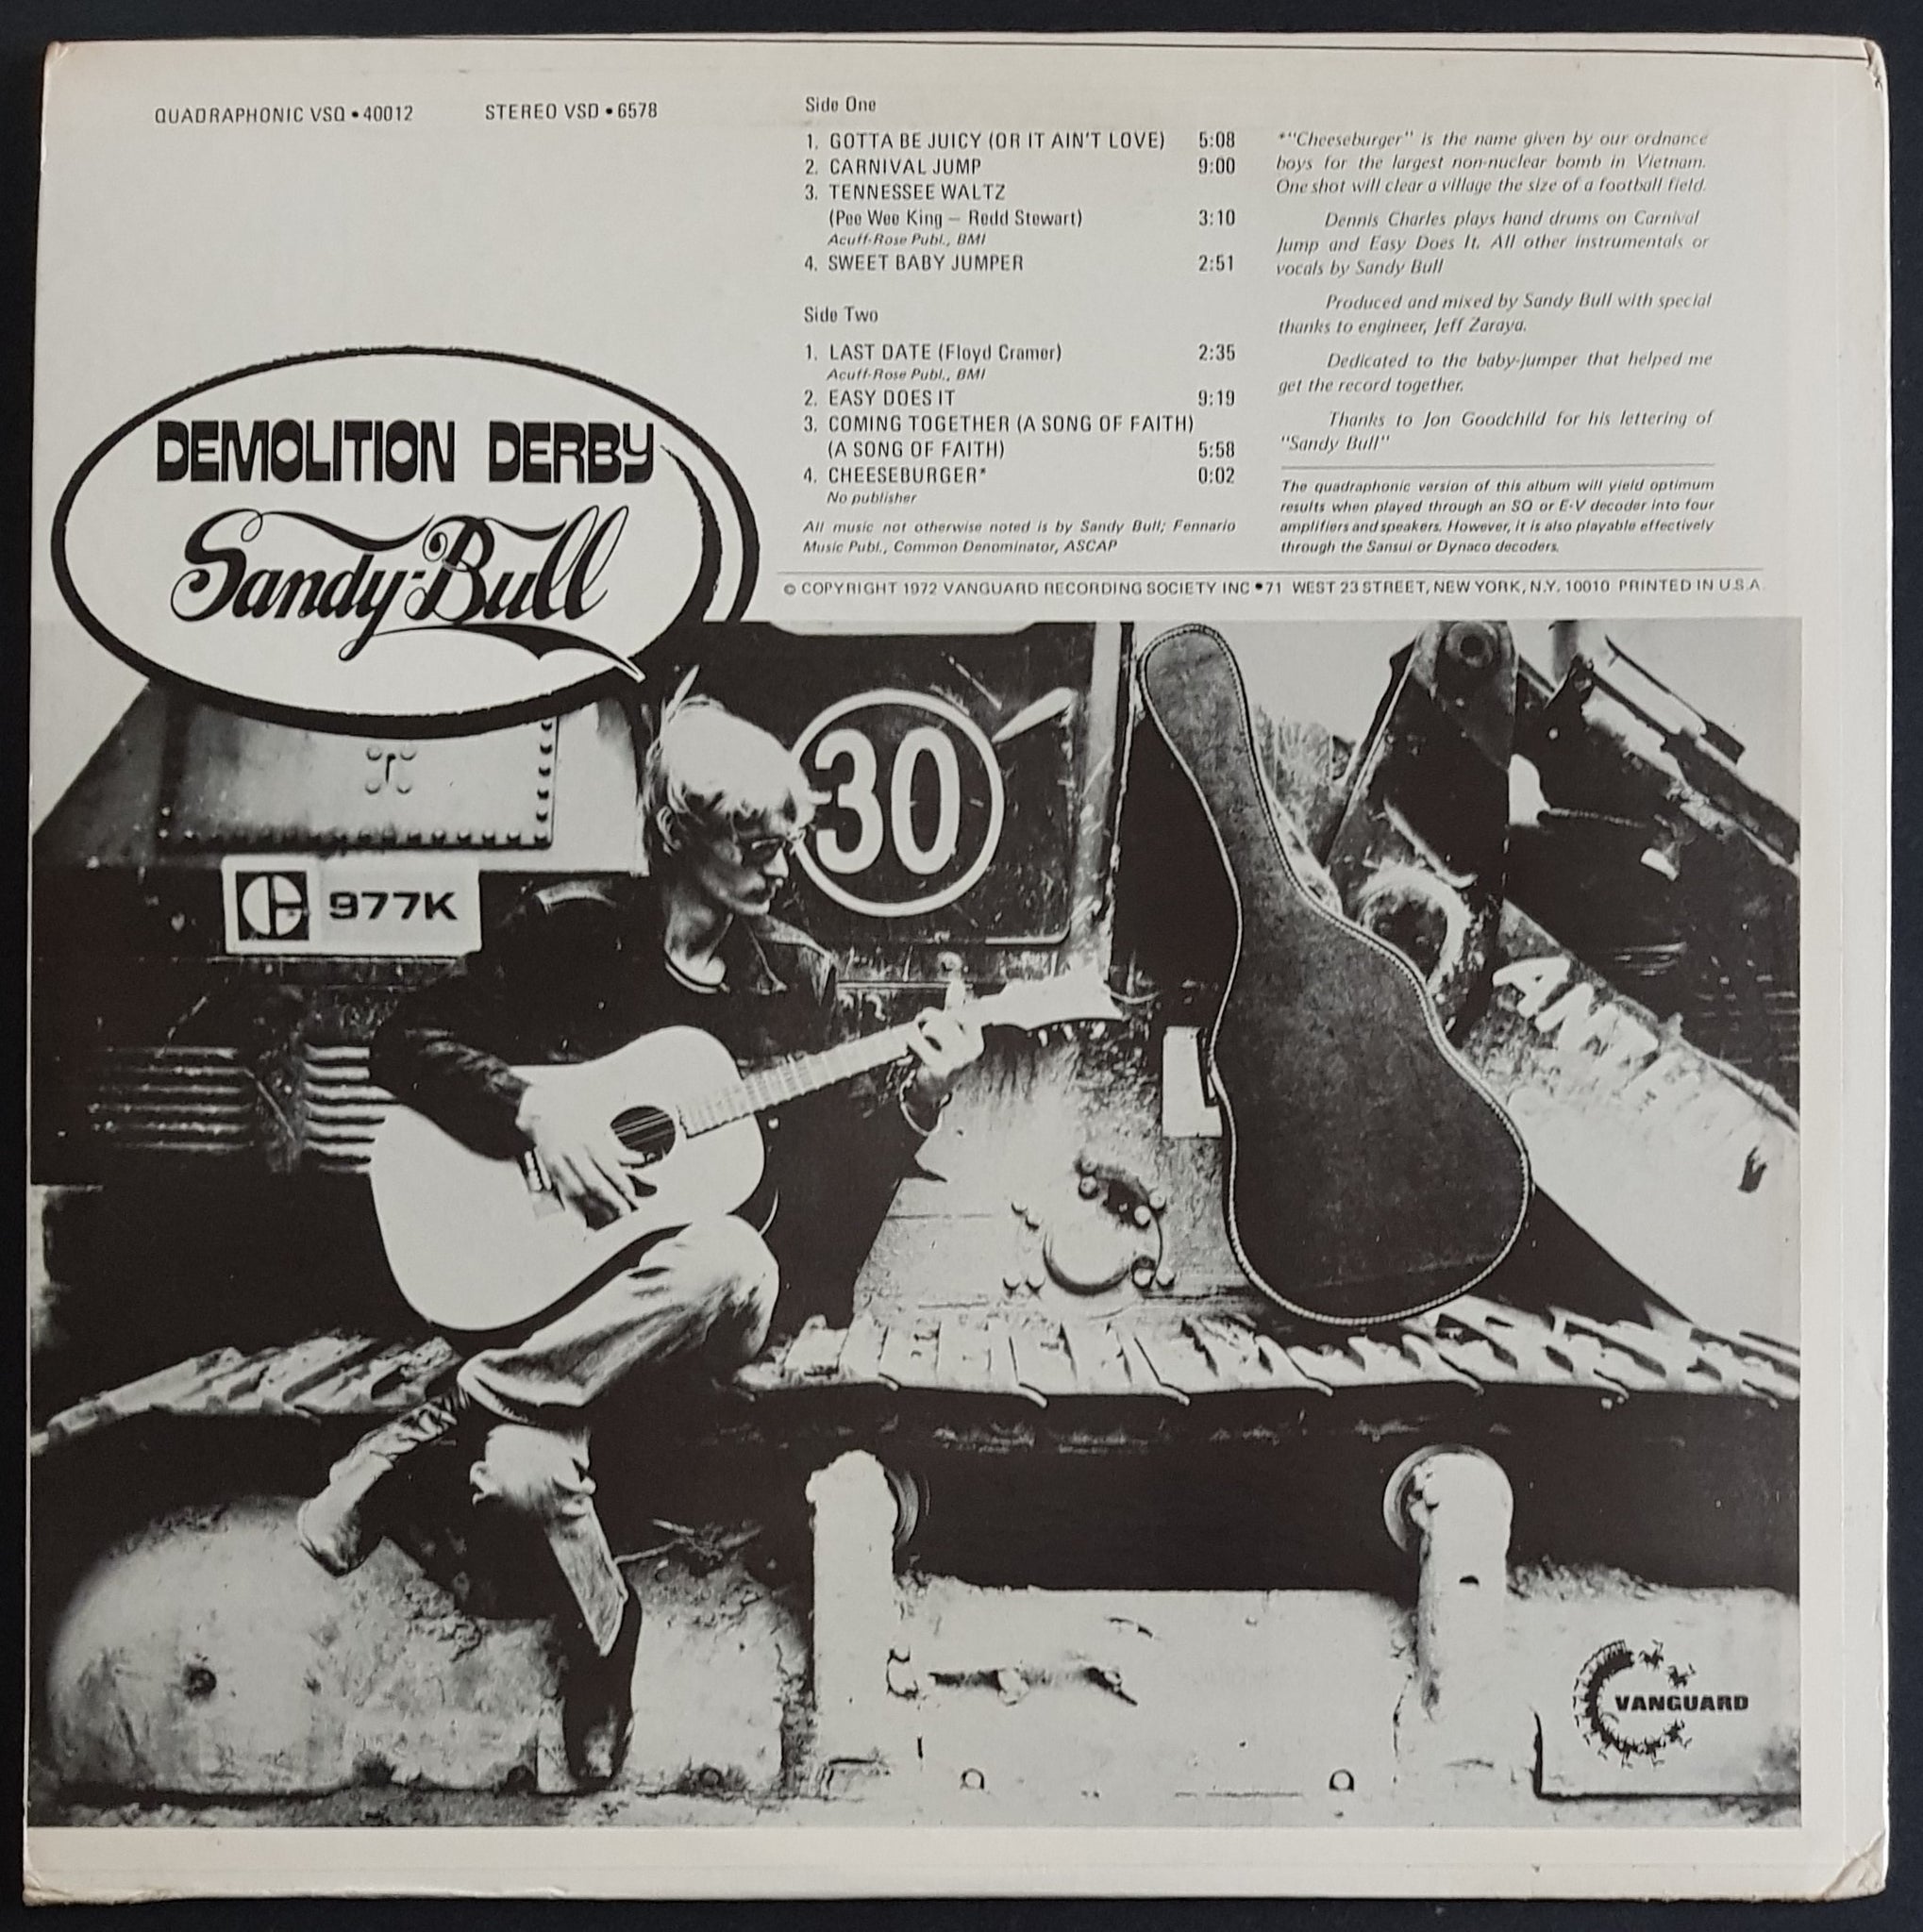 QUADRAPHONIC VSQ • 40012 STEREO VSD • 6578
Side One
1. GOTTA BE JUICY (OR IT AIN'T LOVE) 5:08
2. CARNIVAL JUMP 9:00
3. TENNESSEE WALTZ
(Pee Wee King – Redd Stewart) 3:10
Acuff-Rose Publ., BMI
4. SWEET BABY JUMPER 2:51
Side Two
1. LAST DATE (Floyd Cramer) 2:35
Acuff-Rose Publ., BMI
2. EASY DOES IT 9:19
3. COMING TOGETHER (A SONG OF FAITH)
(A SONG OF FAITH) 5:58
4. CHEESEBURGER* 0:02
No publisher
All music not otherwise noted is by Sandy Bull; Fennario
Music Publ., Common Denominator, ASCAP
*"Cheeseburger" is the name given by our ordnance
boys for the largest non-nuclear bomb in Vietnam.
One shot will clear a village the size of a football field.
Dennis Charles plays hand drums on Carnival
Jump and Easy Does It. All other instrumentals or
vocals by Sandy Bull
Produced and mixed by Sandy Bull with special
thanks to engineer, Jeff Zaraya.
Dedicated to the baby-jumper that helped me
get the record together.
Thanks to Jon Goodchild for his lettering of
"Sandy Bull"
The quadraphonic version of this album will yield optimum
results when played through an SQ or E-V decoder into four
amplifiers and speakers. However, it is also playable effectively
through the Sansui or Dynaco decoders.
© COPYRIGHT 1972 VANGUARD RECORDING SOCIETY INC • 71 WEST 23 STREET, NEW YORK, N.Y. 10010 PRINTED IN U.S.A.
DEMOLITION DERBY
Sandy Bull
30
977K
VANGUARD